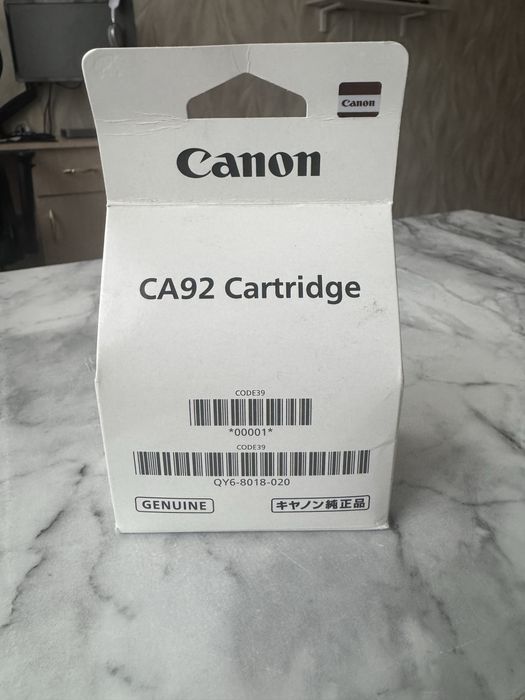 Canon
Canon
CA92 Cartridge
CODE39
*00001*
CODE39
QY6-8018-020
GENUINE
キヤノン純正品